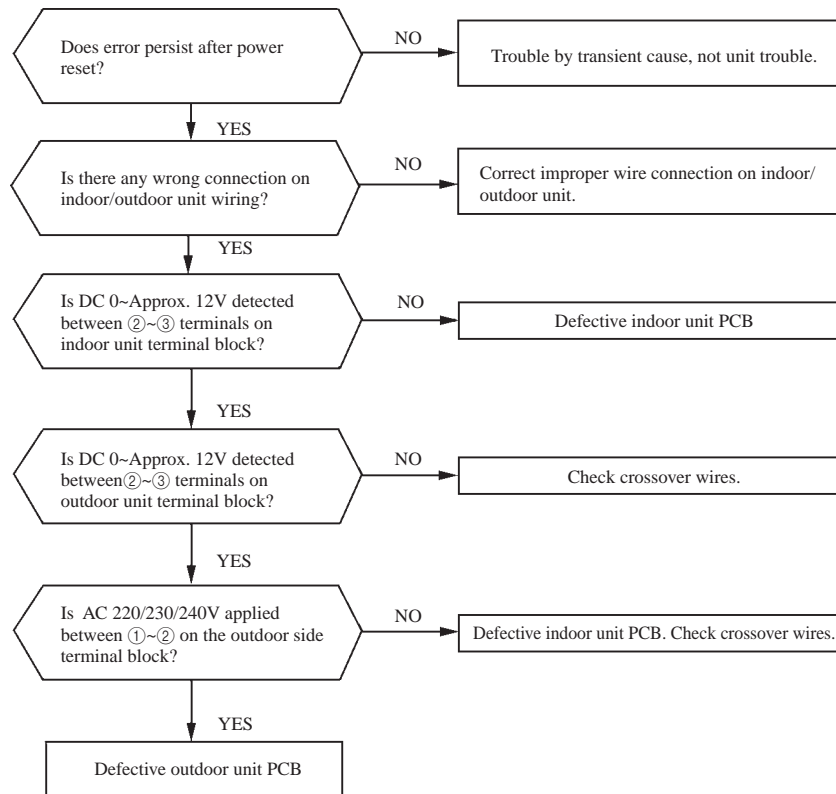 Does error persist after power
reset?
NO
Trouble by transient cause, not unit trouble.
YES
Is there any wrong connection on
indoor/outdoor unit wiring?
NO
Correct improper wire connection on indoor/
outdoor unit.
YES
Is DC 0~Approx. 12V detected
between ②~③ terminals on
indoor unit terminal block?
NO
Defective indoor unit PCB
YES
Is DC 0~Approx. 12V detected
between②~③ terminals on
outdoor unit terminal block?
NO
Check crossover wires.
YES
Is AC 220/230/240V applied
between ①~② on the outdoor side
terminal block?
NO
Defective indoor unit PCB. Check crossover wires.
YES
Defective outdoor unit PCB